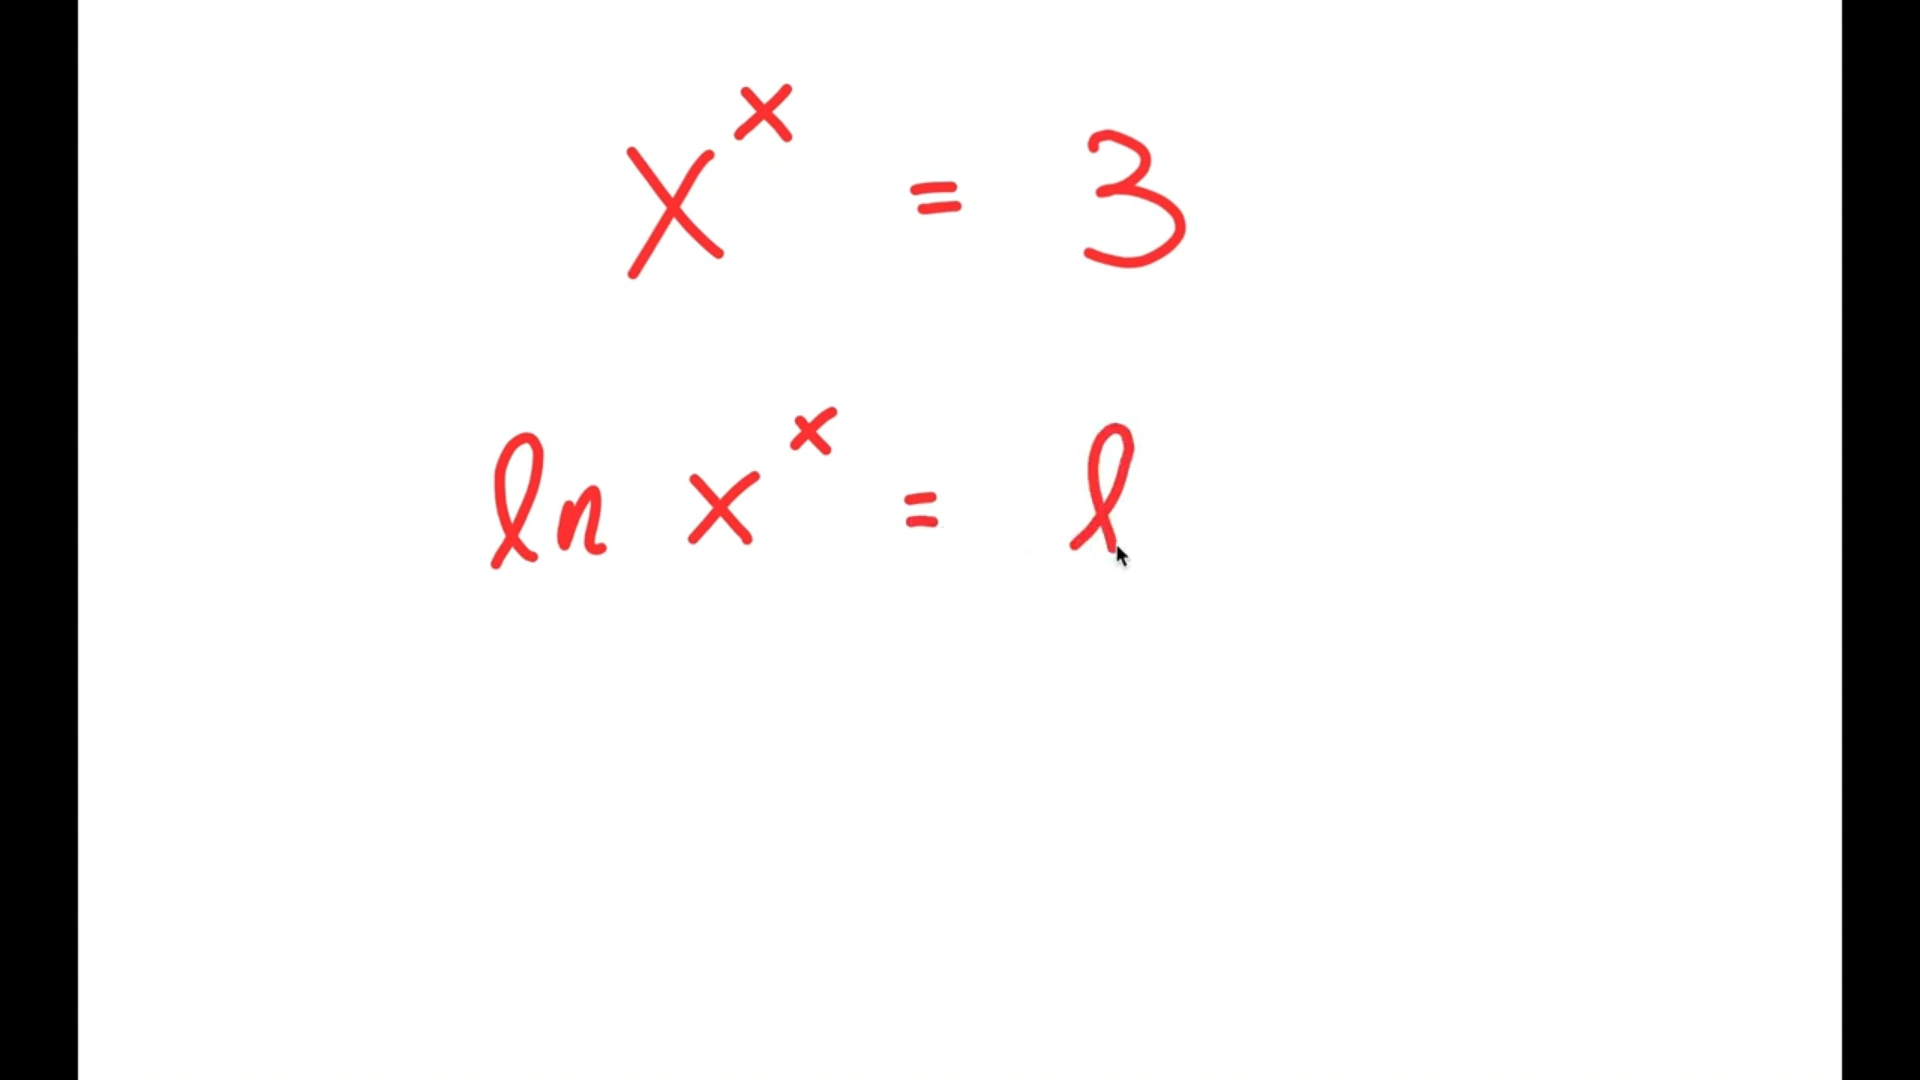 x^x = 3
ln x^x = l